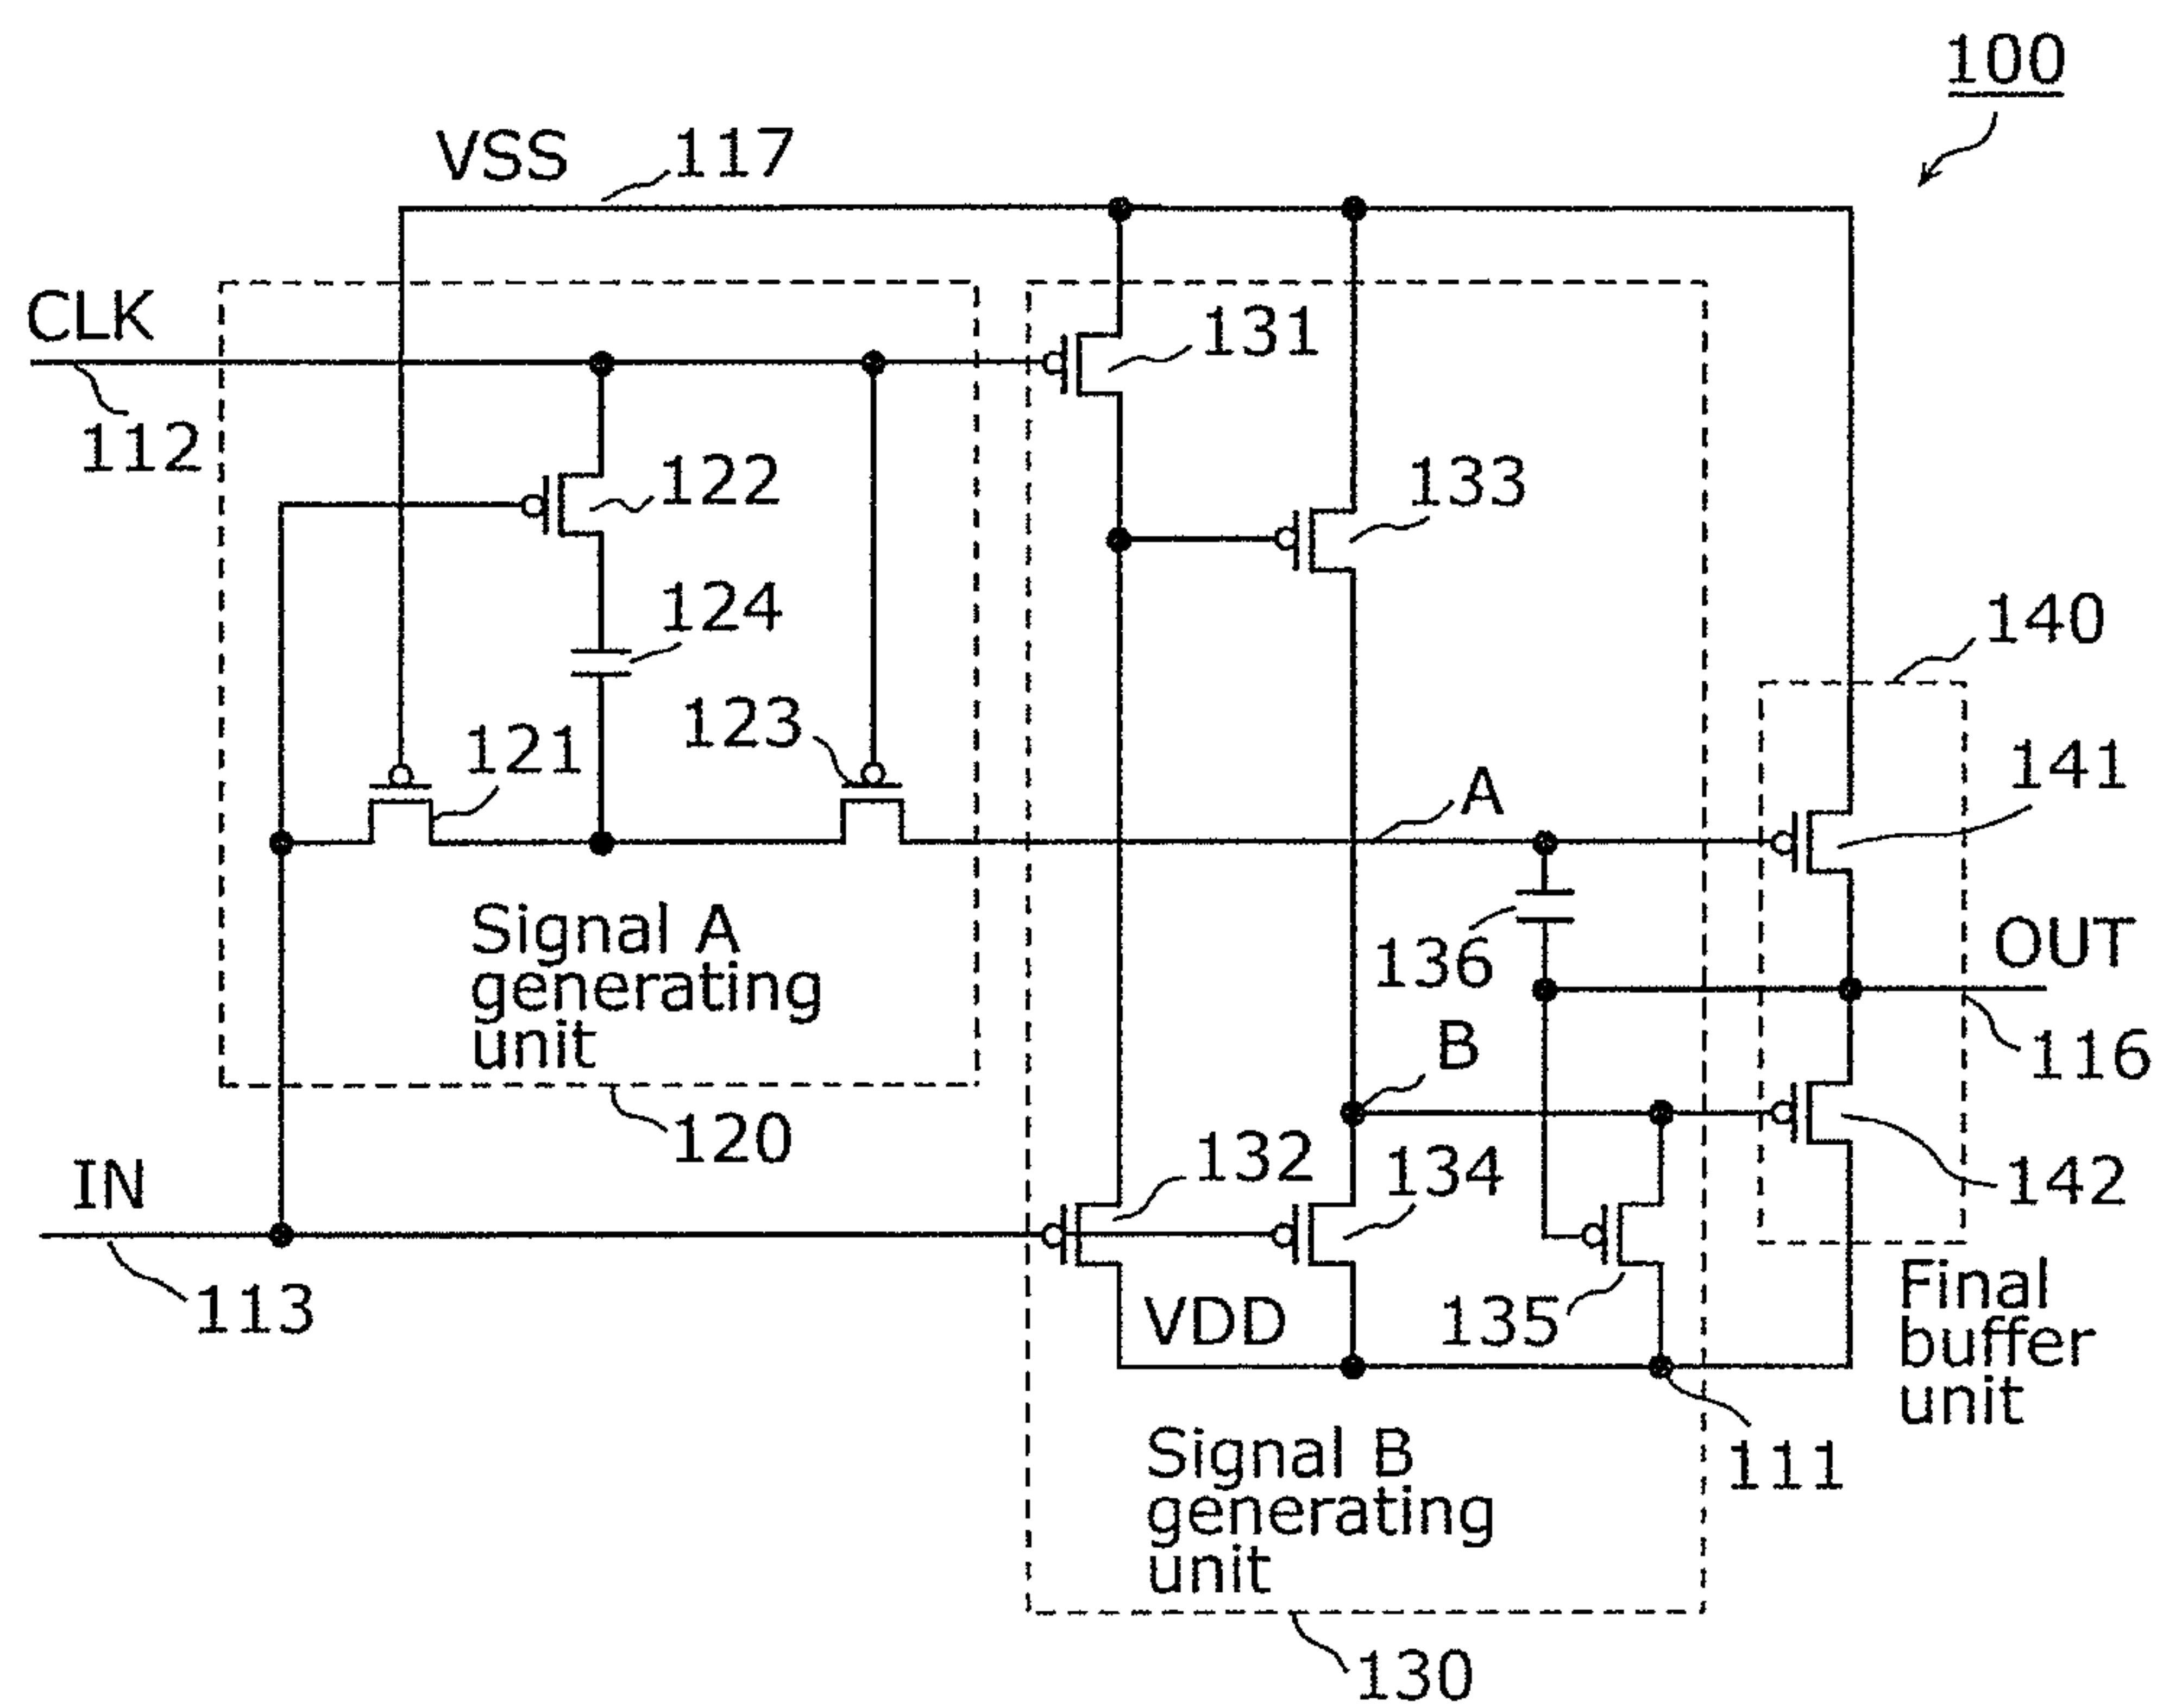 100
VSS
117
CLK
131
112
122
133
124
140
123
121
141
A
Signal A
generating
unit
136
OUT
B
116
120
132
134
142
IN
113
VDD
135
Final
buffer
unit
111
Signal B
generating
unit
130